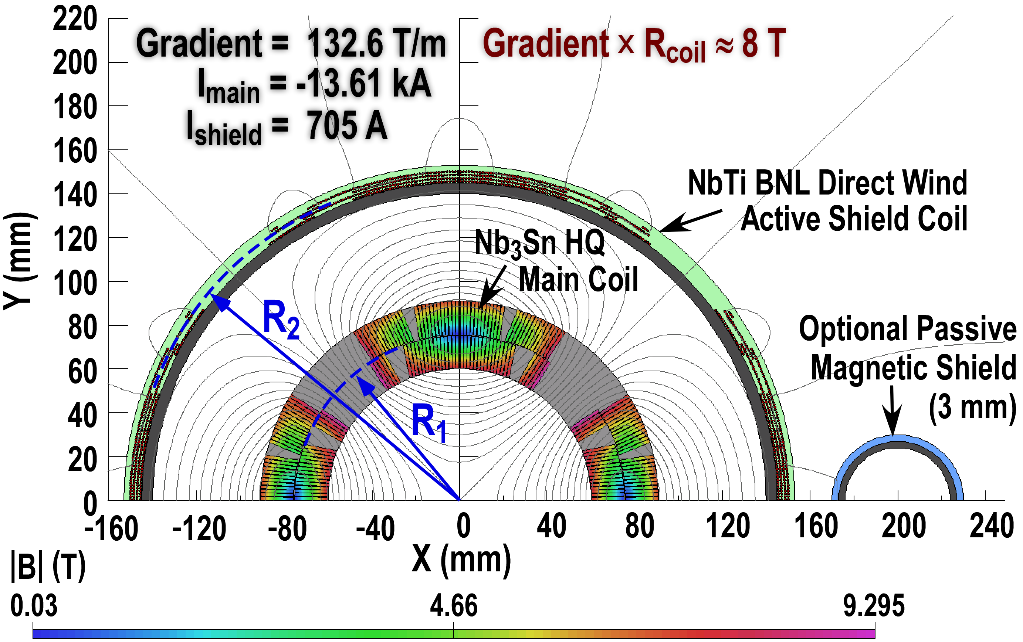 220
200
180
160
140
120
100
80
60
40
20
0
Y (mm)
Gradient = 132.6 T/m
I_main = -13.61 kA
I_shield = 705 A
Gradient × R_coil ≈ 8 T
NbTi BNL Direct Wind
Active Shield Coil
Nb₃Sn HQ
Main Coil
R₂
R₁
Optional Passive
Magnetic Shield
(3 mm)
-160 -120 -80 -40 0 40 80 120 160 200 240
X (mm)
|B| (T)
0.03 4.66 9.295